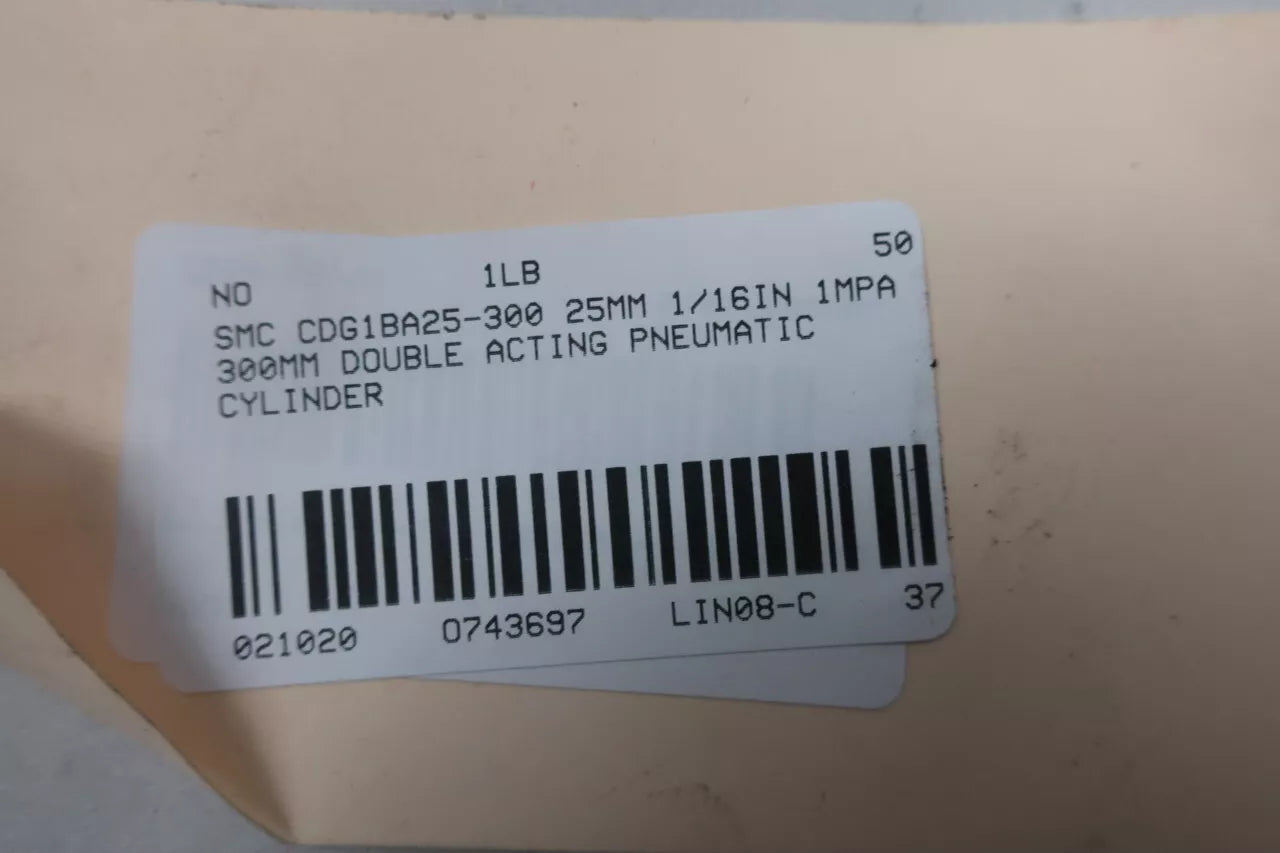 NO 1LB 50
SMC CDG1BA25-300 25MM 1/16IN 1MPA
300MM DOUBLE ACTING PNEUMATIC
CYLINDER
021020 0743697 LIN08-C 37